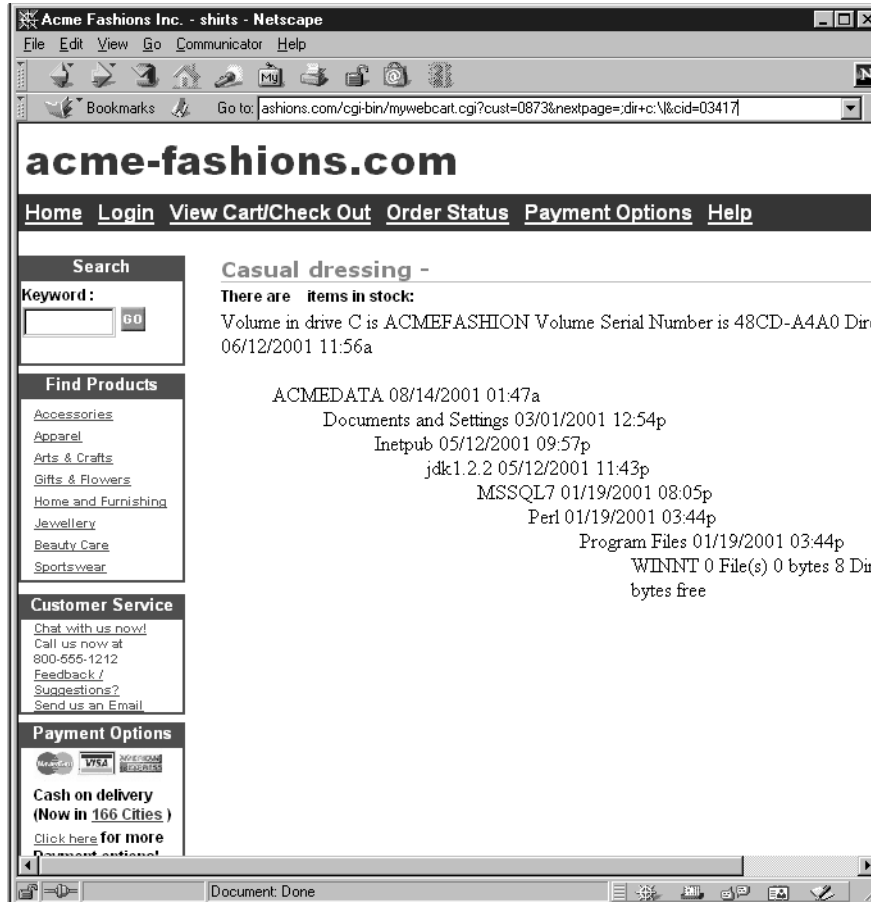 Acme Fashions Inc. - shirts - Netscape
File Edit View Go Communicator Help
My
N
Bookmarks Go to: ashions.com/cgi-bin/mywebcart.cgi?cust=0873&nextpage=;dir+c:\|&cid=03417
acme-fashions.com
Home Login View Cart/Check Out Order Status Payment Options Help
Search
Keyword :
GO
Find Products
Accessories
Apparel
Arts & Crafts
Gifts & Flowers
Home and Furnishing
Jewellery
Beauty Care
Sportswear
Customer Service
Chat with us now!
Call us now at
800-555-1212
Feedback /
Suggestions?
Send us an Email
Payment Options
MasterCard VISA AMERICAN EXPRESS
Cash on delivery
(Now in 166 Cities )
Click here for more
Payment options!
Casual dressing -
There are items in stock:
Volume in drive C is ACMEFASHION Volume Serial Number is 48CD-A4A0 Dir
06/12/2001 11:56a
ACMEDATA 08/14/2001 01:47a
Documents and Settings 03/01/2001 12:54p
Inetpub 05/12/2001 09:57p
jdk1.2.2 05/12/2001 11:43p
MSSQL7 01/19/2001 08:05p
Perl 01/19/2001 03:44p
Program Files 01/19/2001 03:44p
WINNT 0 File(s) 0 bytes 8 Dir
bytes free
Document: Done